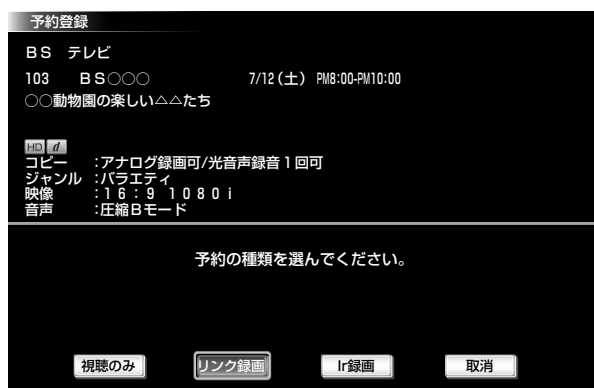 予約登録
BS テレビ
103 BS○○○ 7/12(土) PM8:00-PM10:00
○○動物園の楽しい△△たち
HD d
コピー :アナログ録画可/光音声録音1回可
ジャンル :バラエティ
映像 :16:9 1080i
音声 :圧縮Bモード
予約の種類を選んでください。
視聴のみ リンク録画 Ir録画 取消